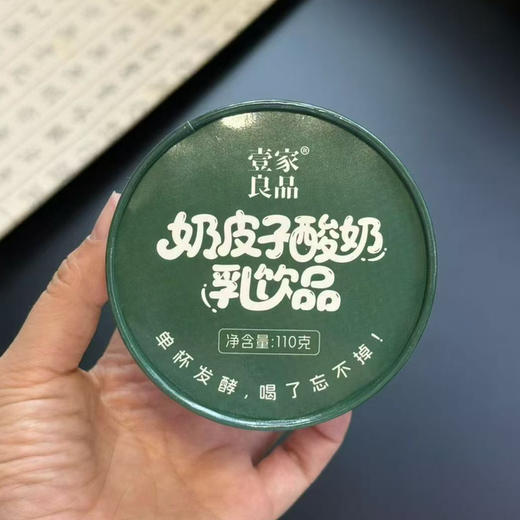 壹家®
良品
奶皮子酸奶
乳饮品
净含量:110克
单杯发酵,喝了忘不掉!